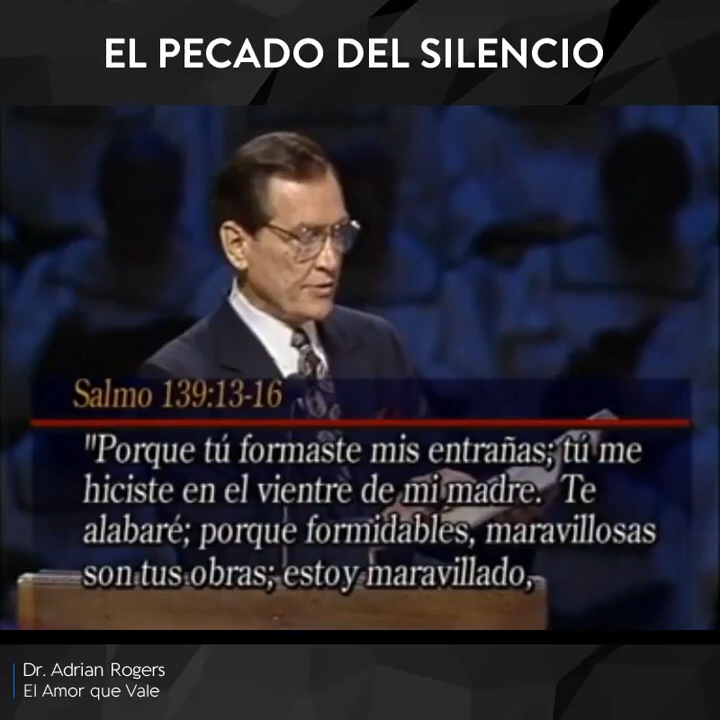 EL PECADO DEL SILENCIO
Salmo 139:13-16
"Porque tú formaste mis entrañas; tú me
hiciste en el vientre de mi madre.  Te
alabaré; porque formidables, maravillosas
son tus obras; estoy maravillado,
Dr. Adrian Rogers
El Amor que Vale